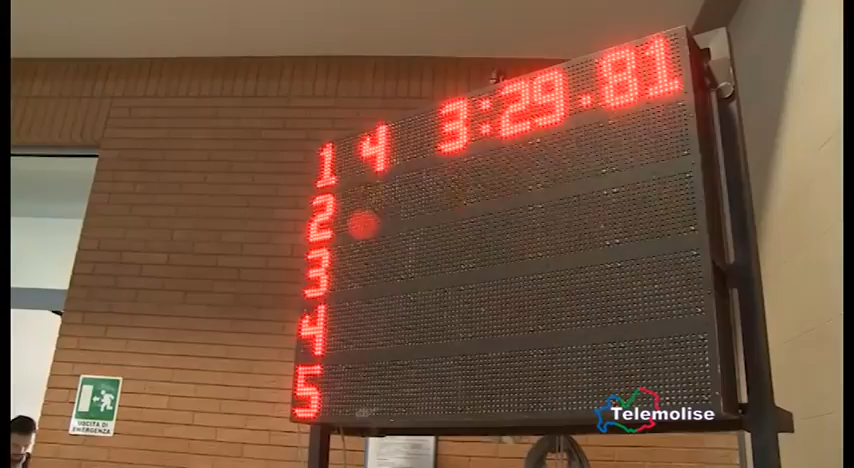 1 4 3:29.81
2
3
4
5
USCITA DI
EMERGENZA
Telemolise